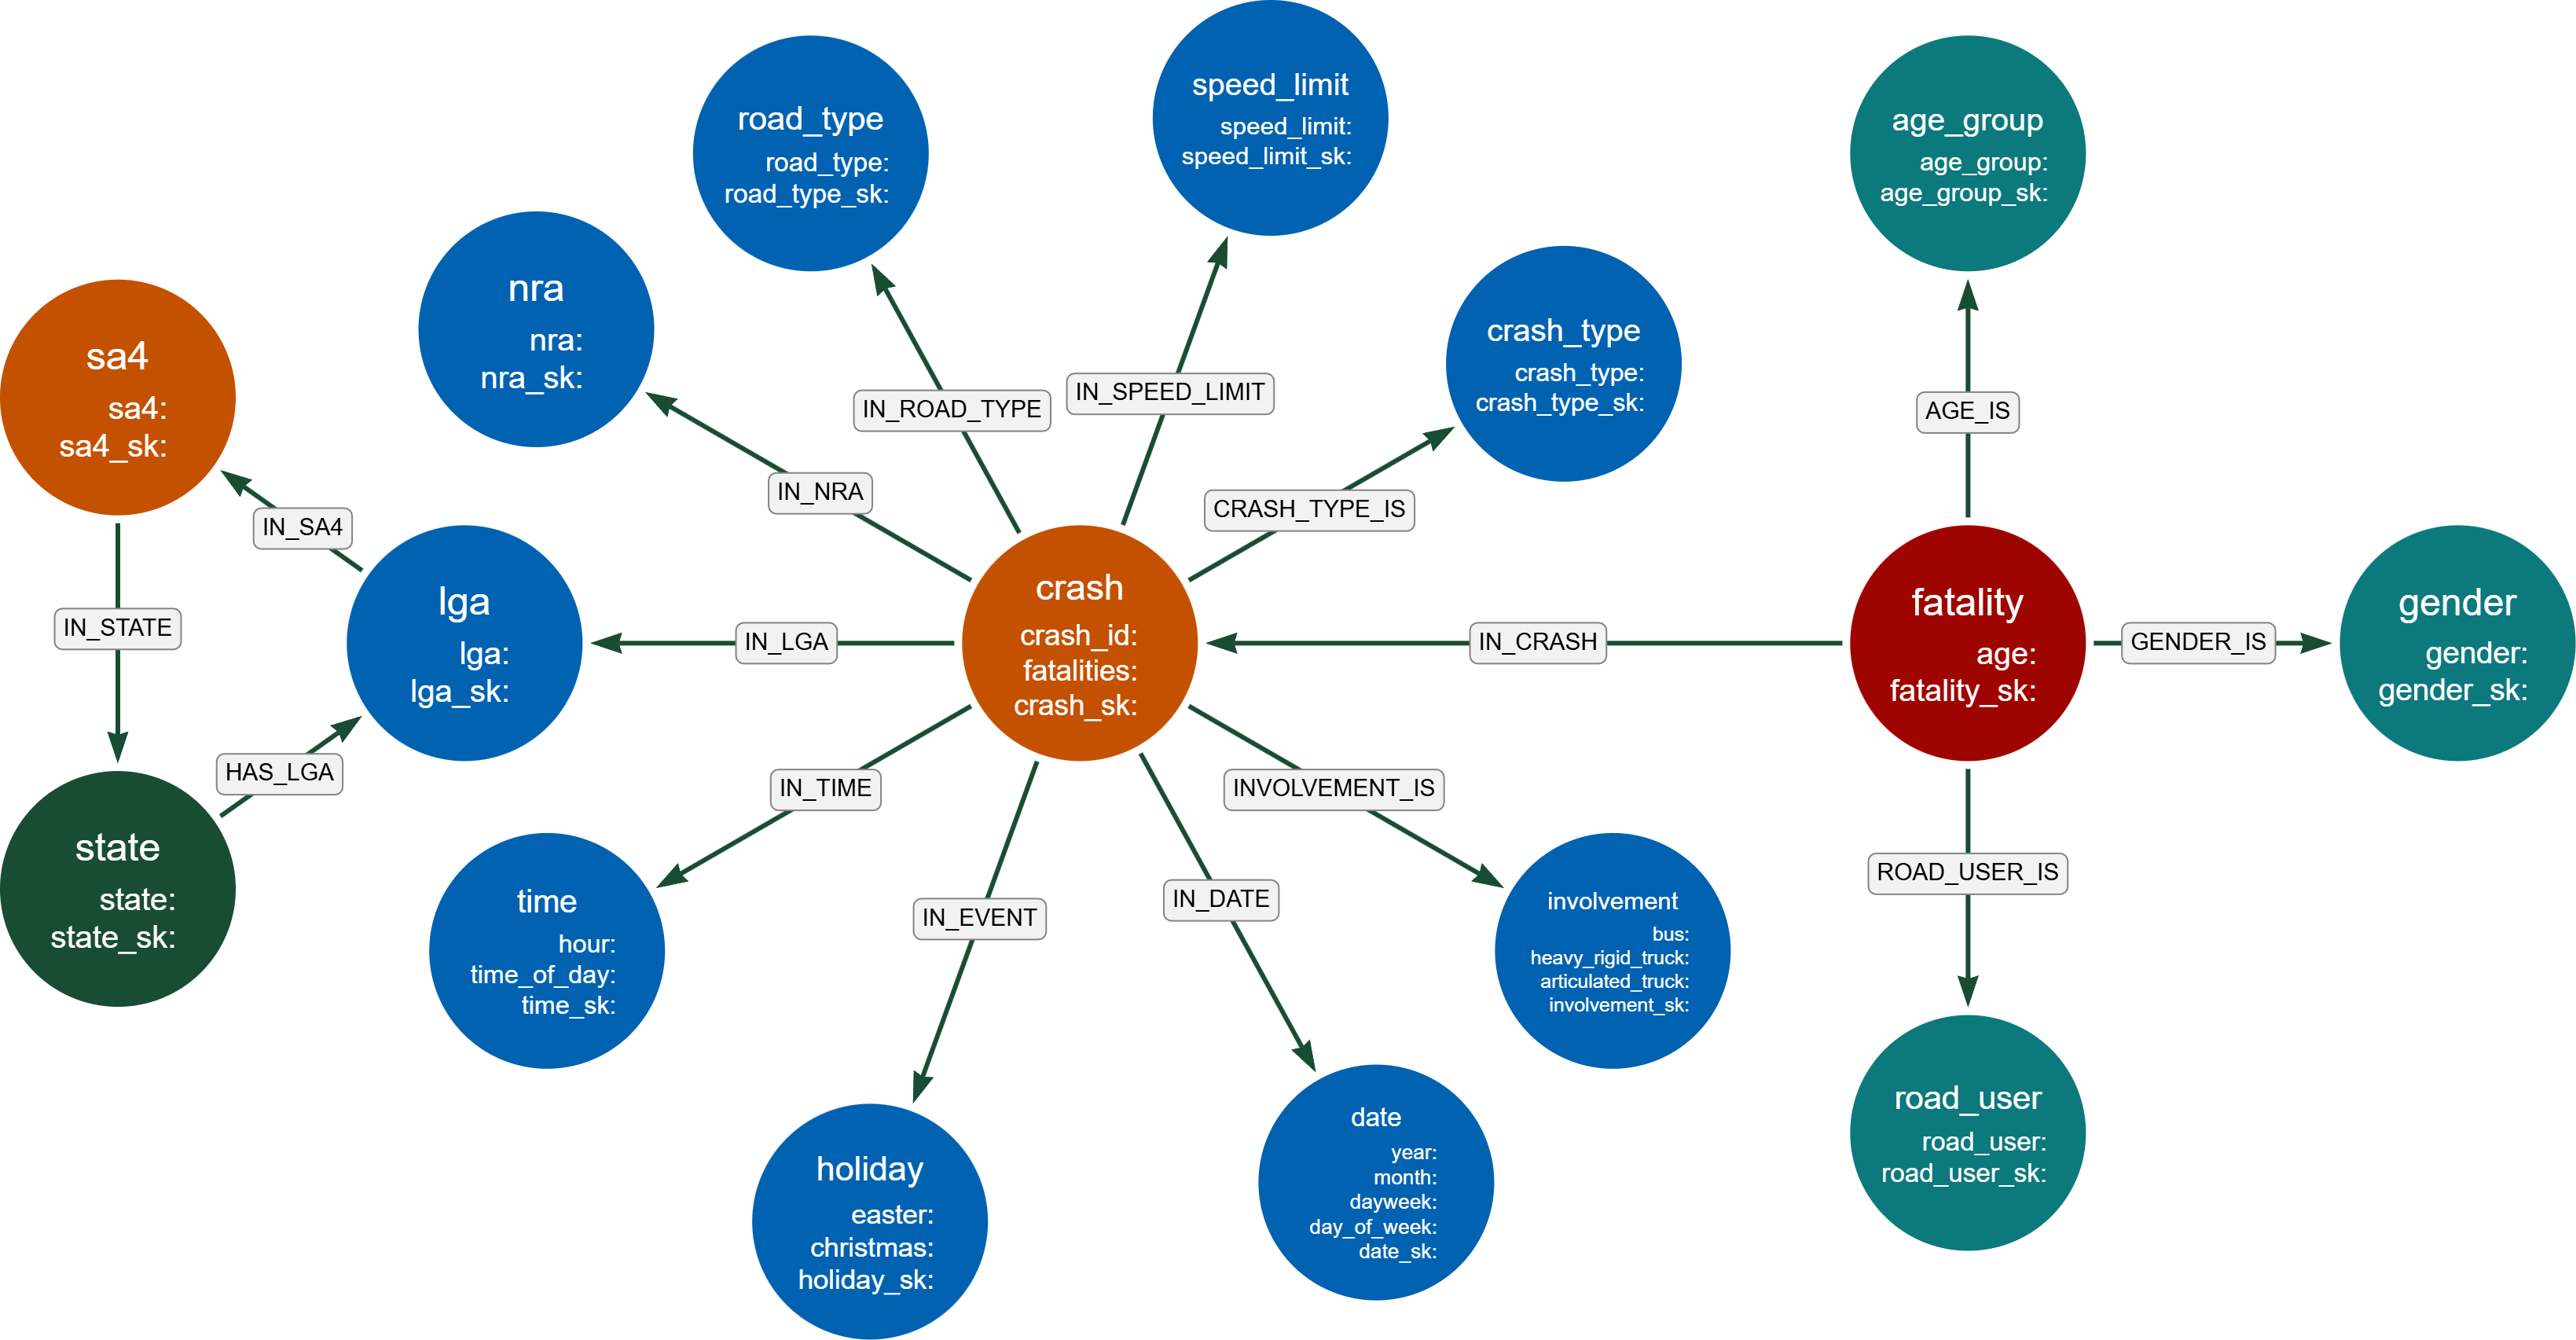 speed_limit
speed_limit:
speed_limit_sk:
road_type
road_type:
road_type_sk:
age_group
age_group:
age_group_sk:
nra
nra:
nra_sk:
crash_type
crash_type:
crash_type_sk:
sa4
sa4:
sa4_sk:
IN_ROAD_TYPE
IN_SPEED_LIMIT
AGE_IS
IN_NRA
CRASH_TYPE_IS
IN_SA4
lga
lga:
lga_sk:
crash
crash_id:
fatalities:
crash_sk:
fatality
age:
fatality_sk:
gender
gender:
gender_sk:
IN_STATE
IN_LGA
IN_CRASH
GENDER_IS
HAS_LGA
IN_TIME
INVOLVEMENT_IS
state
state:
state_sk:
IN_EVENT
IN_DATE
ROAD_USER_IS
time
hour:
time_of_day:
time_sk:
involvement
bus:
heavy_rigid_truck:
articulated_truck:
involvement_sk:
holiday
easter:
christmas:
holiday_sk:
date
year:
month:
dayweek:
day_of_week:
date_sk:
road_user
road_user:
road_user_sk: